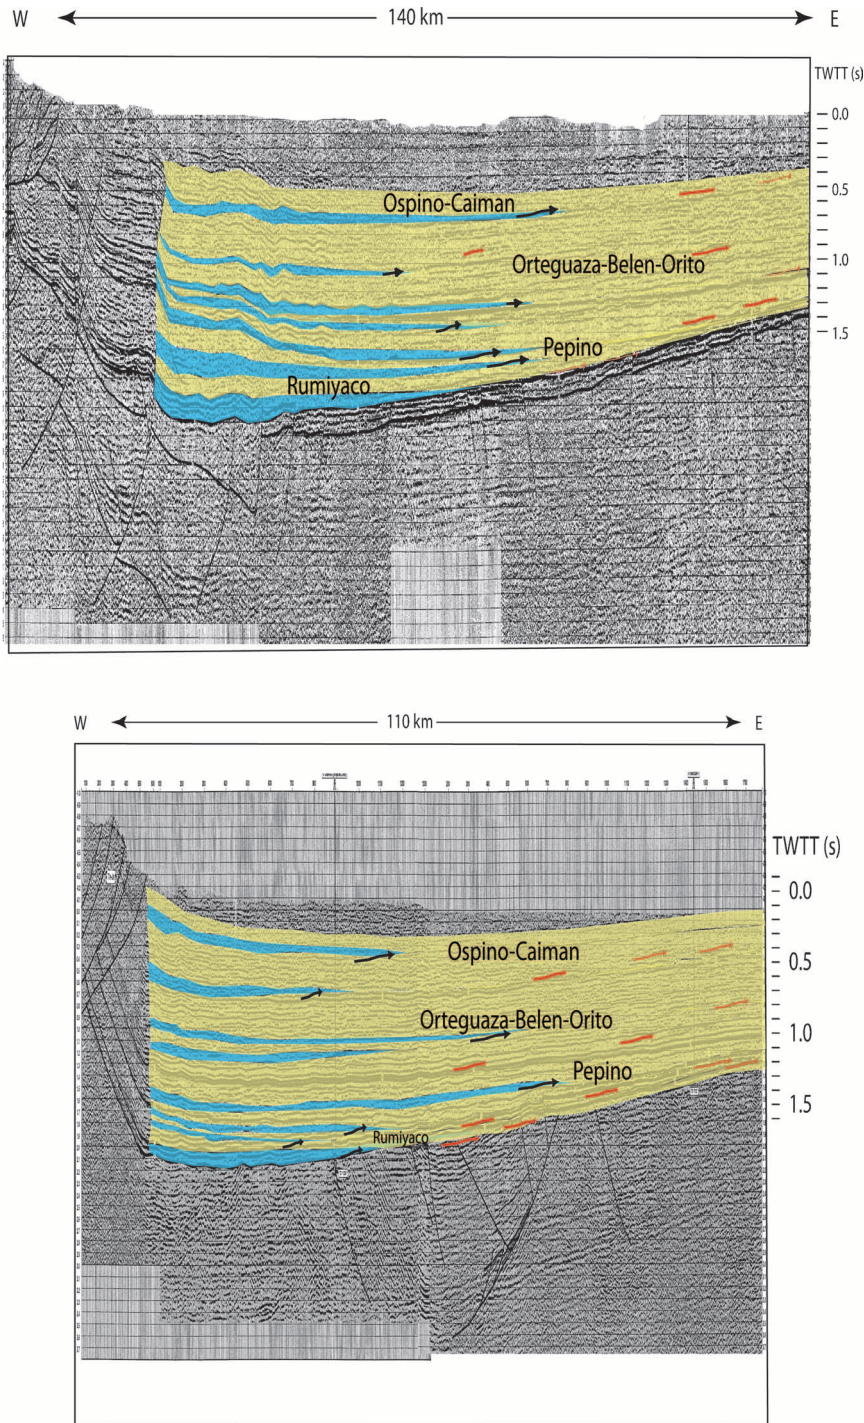 W 140 km E
TWTT (s)
0.0
Ospino-Caiman
0.5
Orteguaza-Belen-Orito
1.0
Pepino
1.5
Rumiyaco
W 110 km E
TWTT (s)
0.0
Ospino-Caiman
0.5
Orteguaza-Belen-Orito
1.0
Pepino
1.5
Rumiyaco